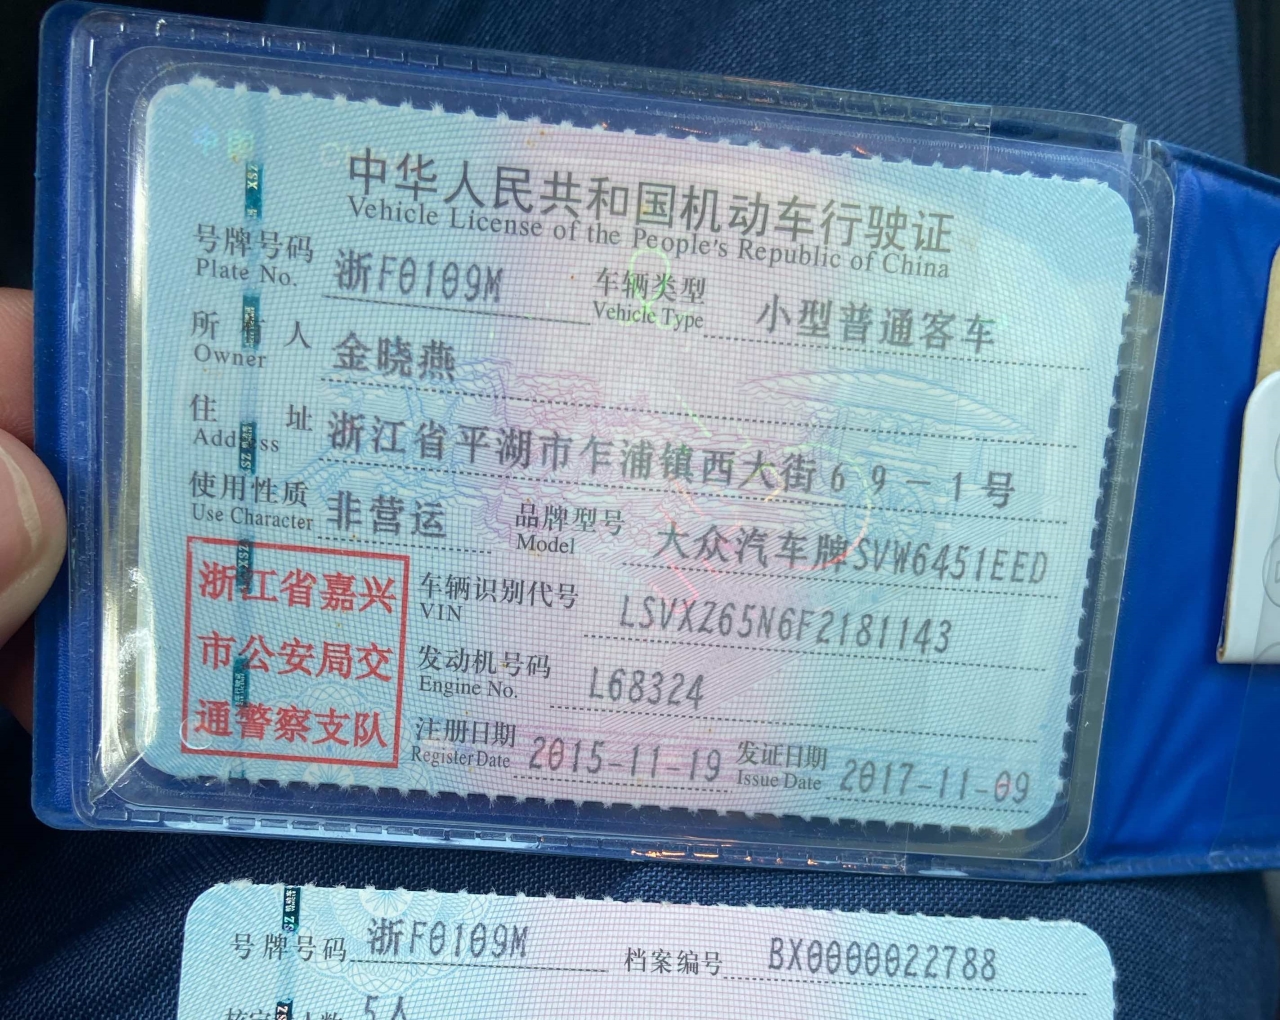 中华人民共和国机动车行驶证
Vehicle License of the People's Republic of China
号牌号码 浙F0109M 车辆类型 小型普通客车
Plate No. Vehicle Type
所有人 金晓燕
Owner
住址 浙江省平湖市乍浦镇西大街69-1号
Address
使用性质 非营运 品牌型号 大众汽车牌SVW6451EED
Use Character Model
浙江省嘉兴
市公安局交
通警察支队
车辆识别代号 LSVXZ65N6F2181143
VIN
发动机号码 L68324
Engine No.
注册日期 2015-11-19 发证日期 2017-11-09
Register Date Issue Date
号牌号码 浙F0109M 档案编号 BX0000022788
5人